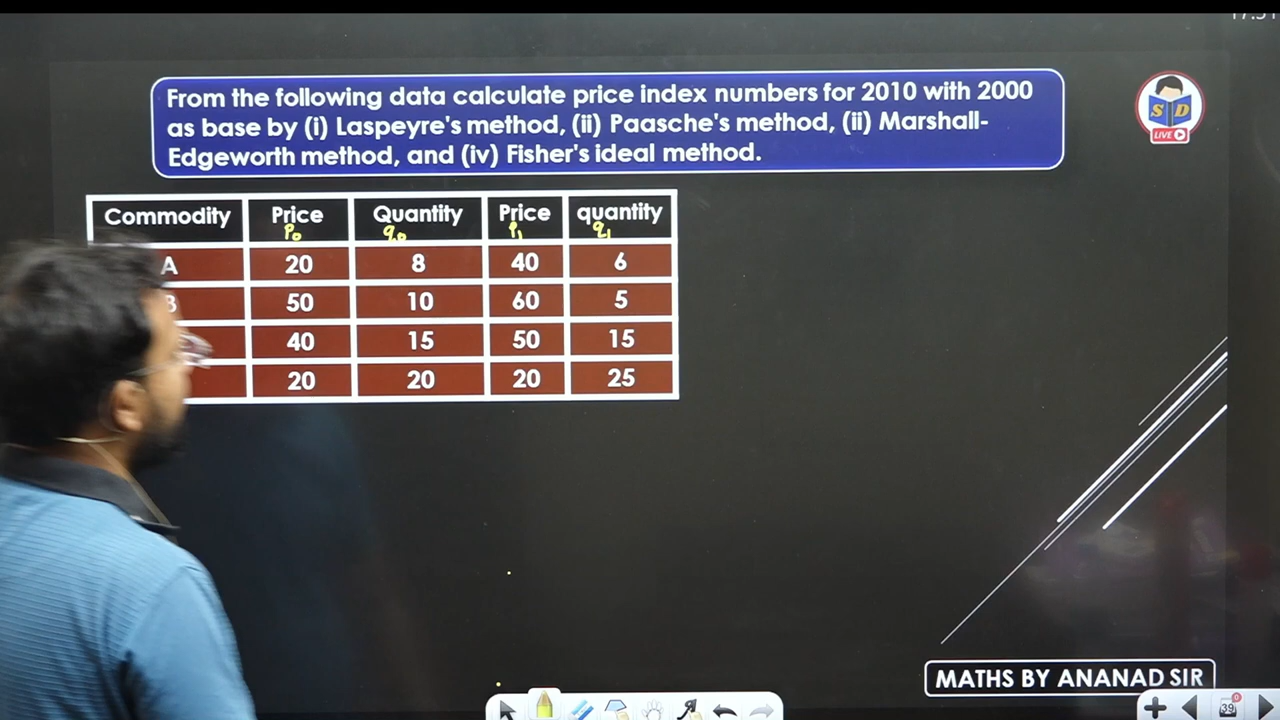 From the following data calculate price index numbers for 2010 with 2000
as base by (i) Laspeyre's method, (ii) Paasche's method, (ii) Marshall-
Edgeworth method, and (iv) Fisher's ideal method.
S D
LIVE
Commodity Price Quantity Price quantity
p₀ q₀ p₁ q₁
A 20 8 40 6
B 50 10 60 5
40 15 50 15
20 20 20 25
MATHS BY ANANAD SIR
39